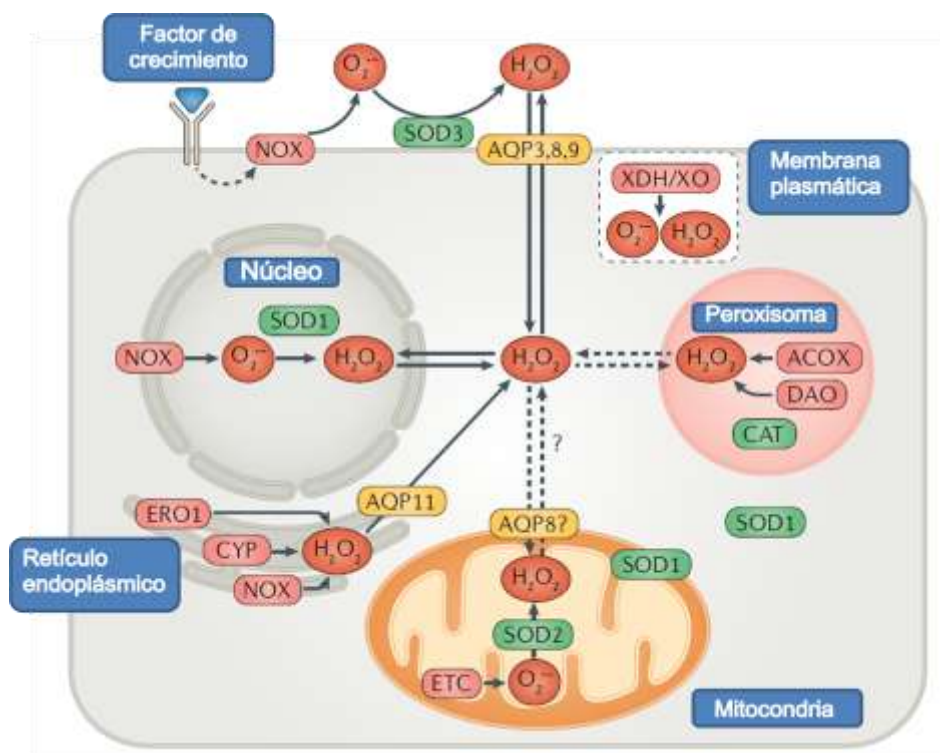 Factor de
crecimiento
O₂•−
H₂O₂
SOD3
NOX
AQP3,8,9
Membrana
plasmática
XDH/XO
O₂•−
H₂O₂
Núcleo
SOD1
NOX
O₂•−
H₂O₂
H₂O₂
Peroxisoma
H₂O₂
ACOX
DAO
CAT
?
AQP11
ERO1
CYP
H₂O₂
NOX
Retículo
endoplásmico
SOD1
AQP8?
H₂O₂
SOD1
SOD2
ETC
O₂•−
Mitocondria